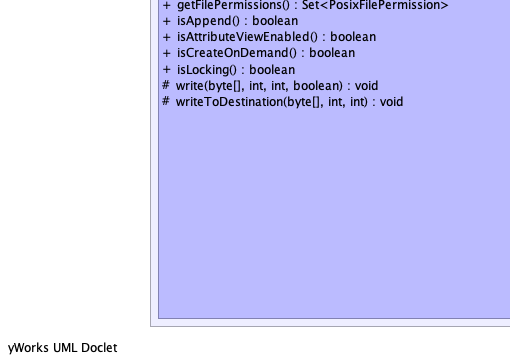 + getFilePermissions() : Set<PosixFilePermission>
+ isAppend() : boolean
+ isAttributeViewEnabled() : boolean
+ isCreateOnDemand() : boolean
+ isLocking() : boolean
# write(byte[], int, int, boolean) : void
# writeToDestination(byte[], int, int) : void
yWorks UML Doclet